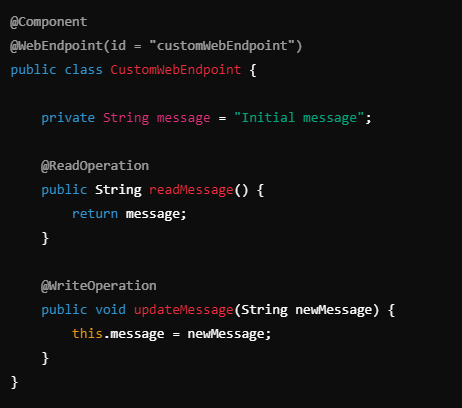 @Component
@WebEndpoint(id = "customWebEndpoint")
public class CustomWebEndpoint {
    private String message = "Initial message";
    @ReadOperation
    public String readMessage() {
        return message;
    }
    @WriteOperation
    public void updateMessage(String newMessage) {
        this.message = newMessage;
    }
}